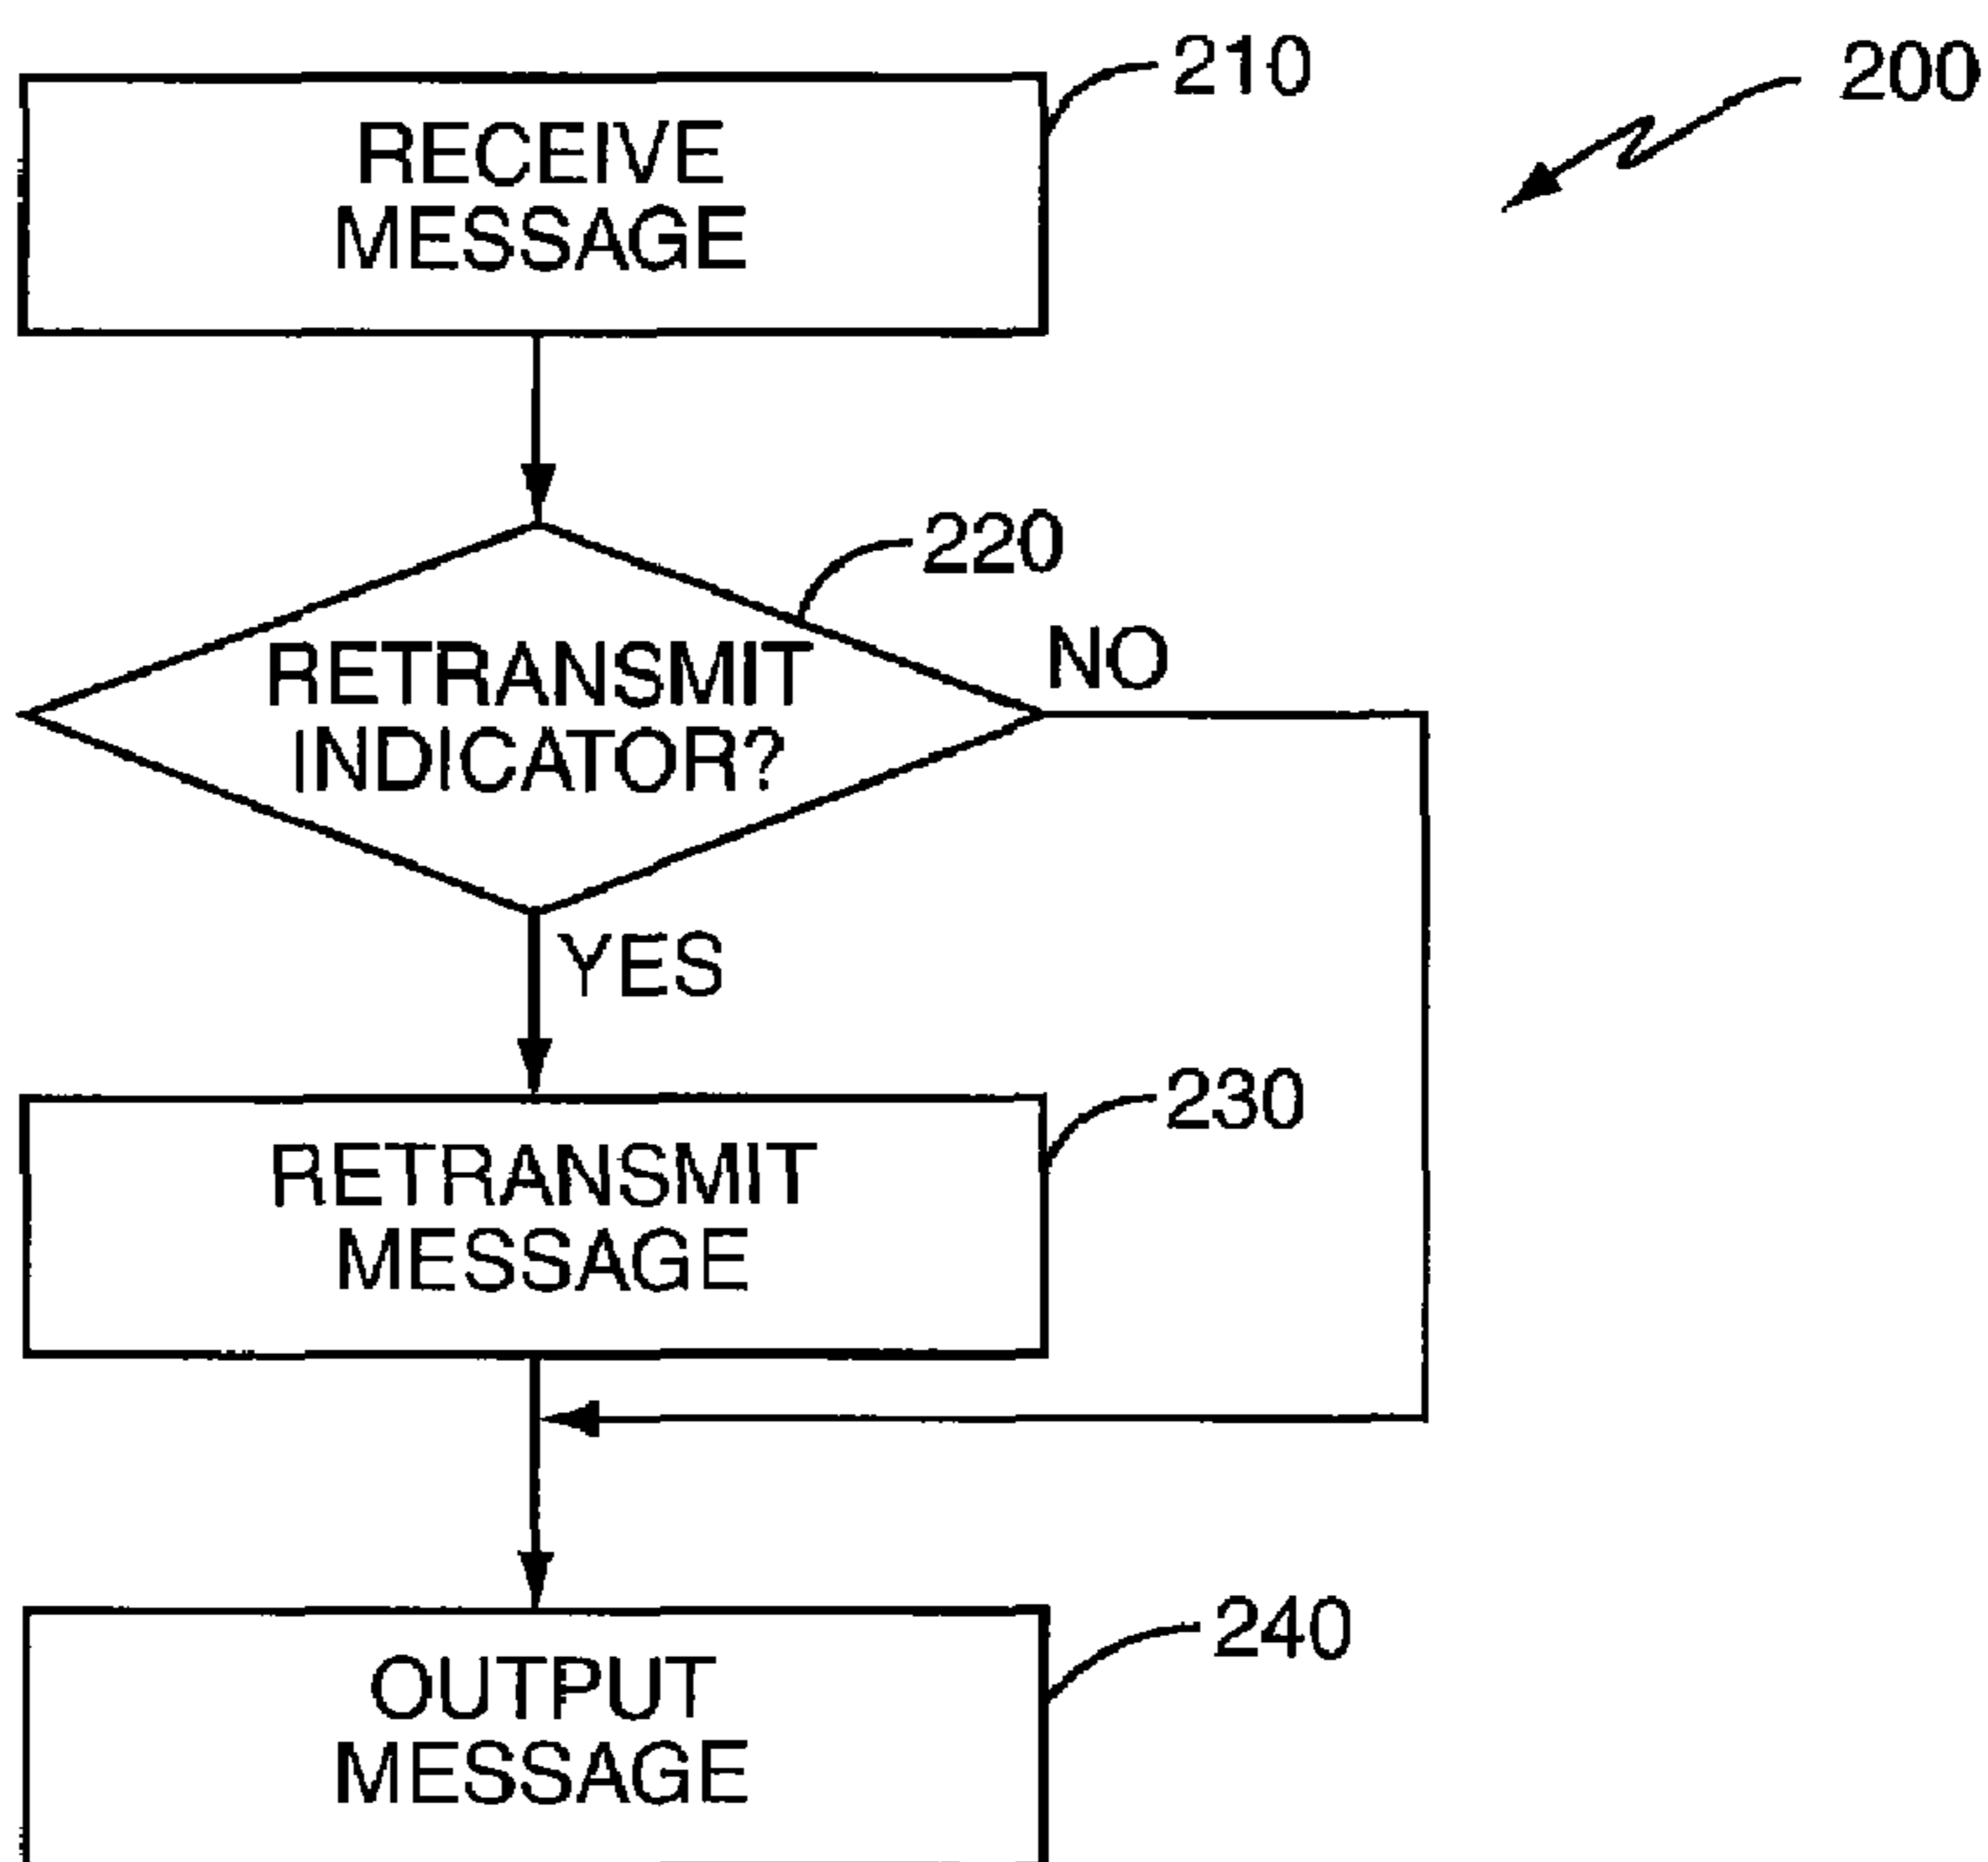 210
200
RECEIVE
MESSAGE
220
RETRANSMIT
INDICATOR?
NO
YES
230
RETRANSMIT
MESSAGE
240
OUTPUT
MESSAGE